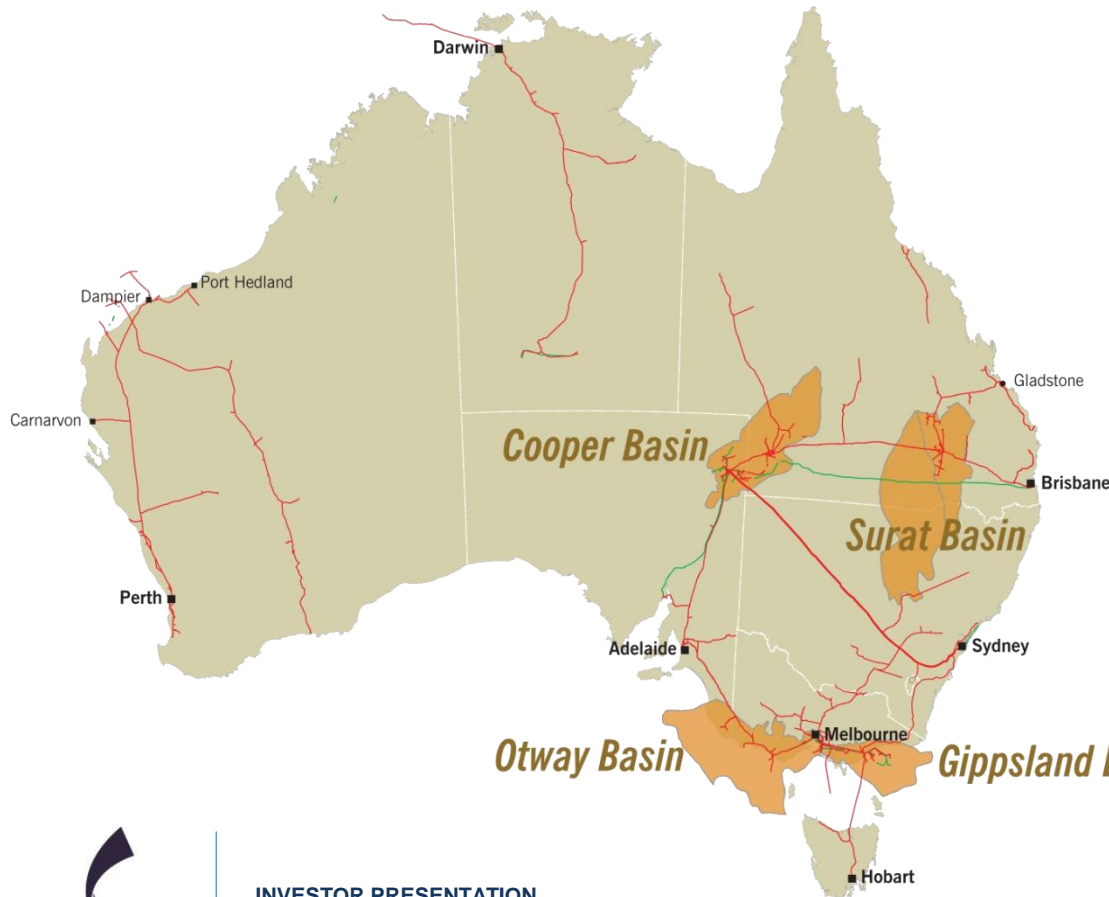 Darwin
Port Hedland
Dampier
Gladstone
Carnarvon
Cooper Basin
Brisbane
Surat Basin
Perth
Adelaide
Sydney
Melbourne
Otway Basin
Gippsland
Hobart
INVESTOR PRESENTATION